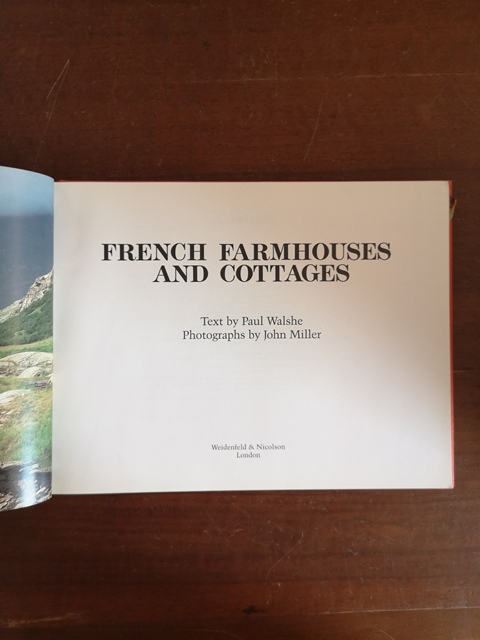 FRENCH FARMHOUSES
AND COTTAGES
Text by Paul Walshe
Photographs by John Miller
Weidenfeld & Nicolson
London